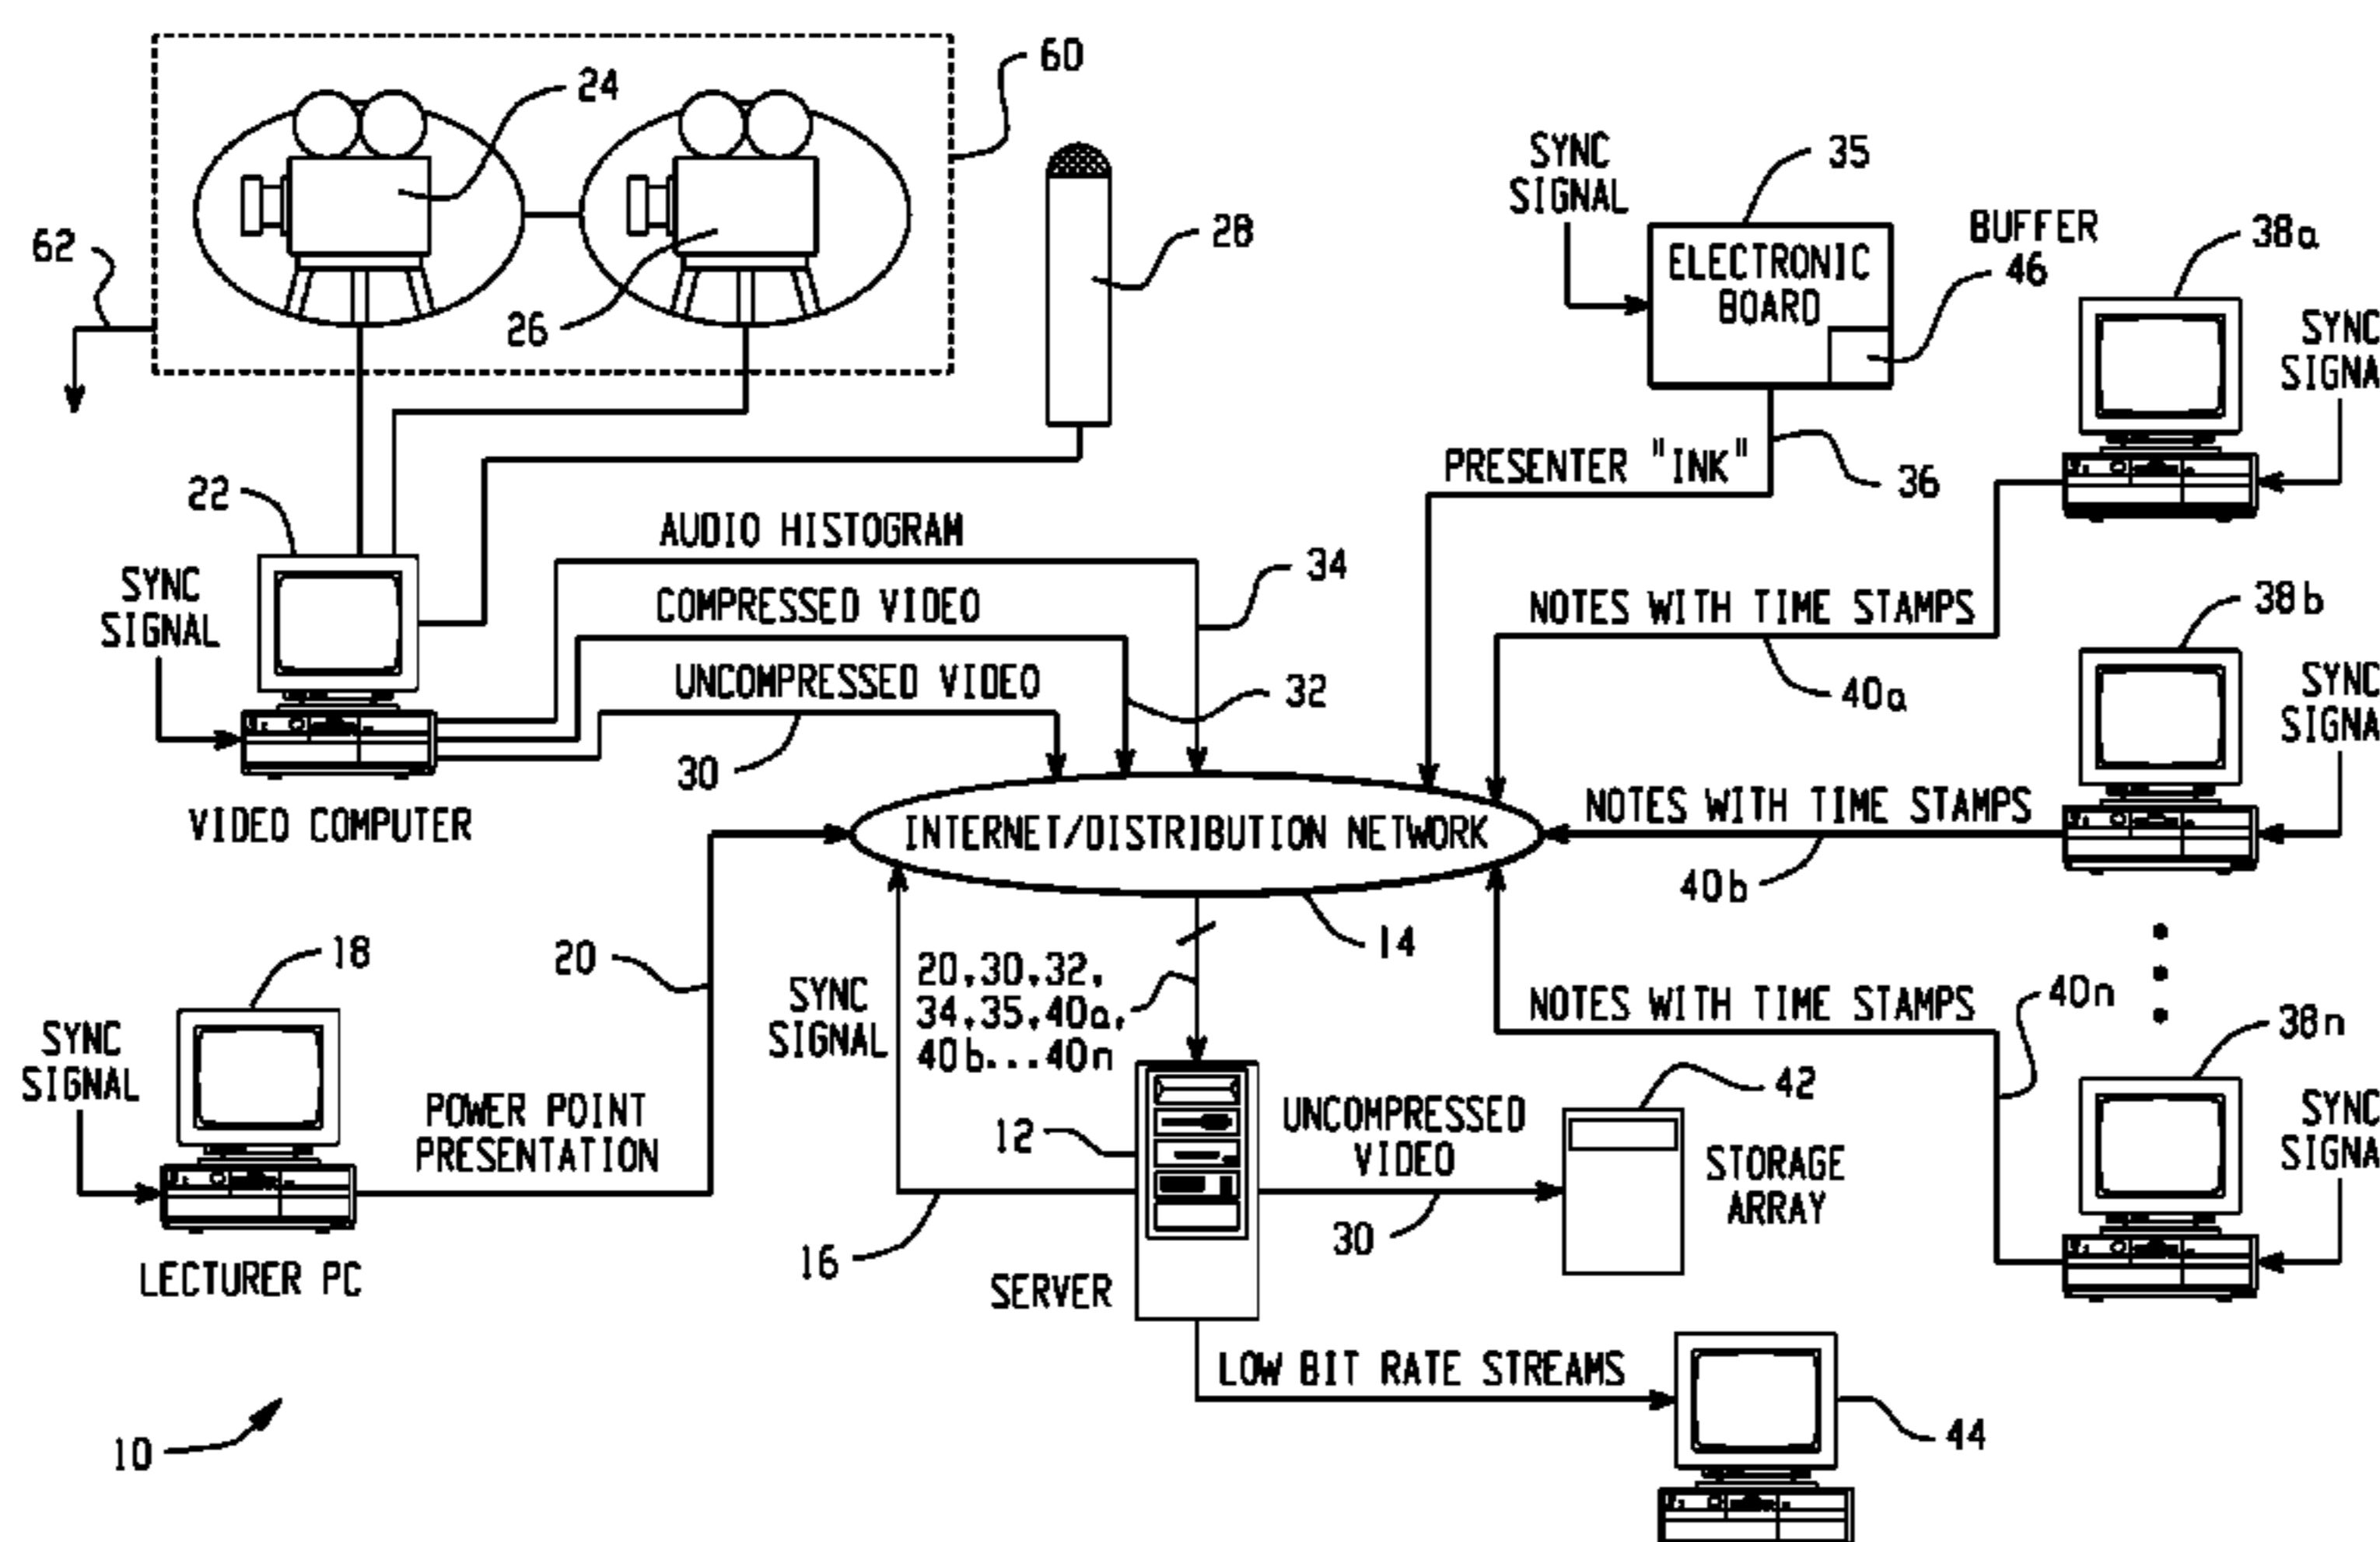 60
24
62
26
28
22
SYNC
SIGNAL
VIDEO COMPUTER
AUDIO HISTOGRAM
34
COMPRESSED VIDEO
32
UNCOMPRESSED VIDEO
30
SYNC
SIGNAL
35
ELECTRONIC
BOARD
BUFFER
46
PRESENTER "INK"
36
38a
SYNC
SIGNA
NOTES WITH TIME STAMPS
40a
38b
SYNC
SIGNA
NOTES WITH TIME STAMPS
40b
INTERNET/DISTRIBUTION NETWORK
14
18
SYNC
SIGNAL
LECTURER PC
POWER POINT
PRESENTATION
20
SYNC
SIGNAL
16
20,30,32,
34,35,40a,
40b...40n
12
SERVER
UNCOMPRESSED
VIDEO
30
42
STORAGE
ARRAY
NOTES WITH TIME STAMPS
40n
38n
SYNC
SIGNA
LOW BIT RATE STREAMS
44
10